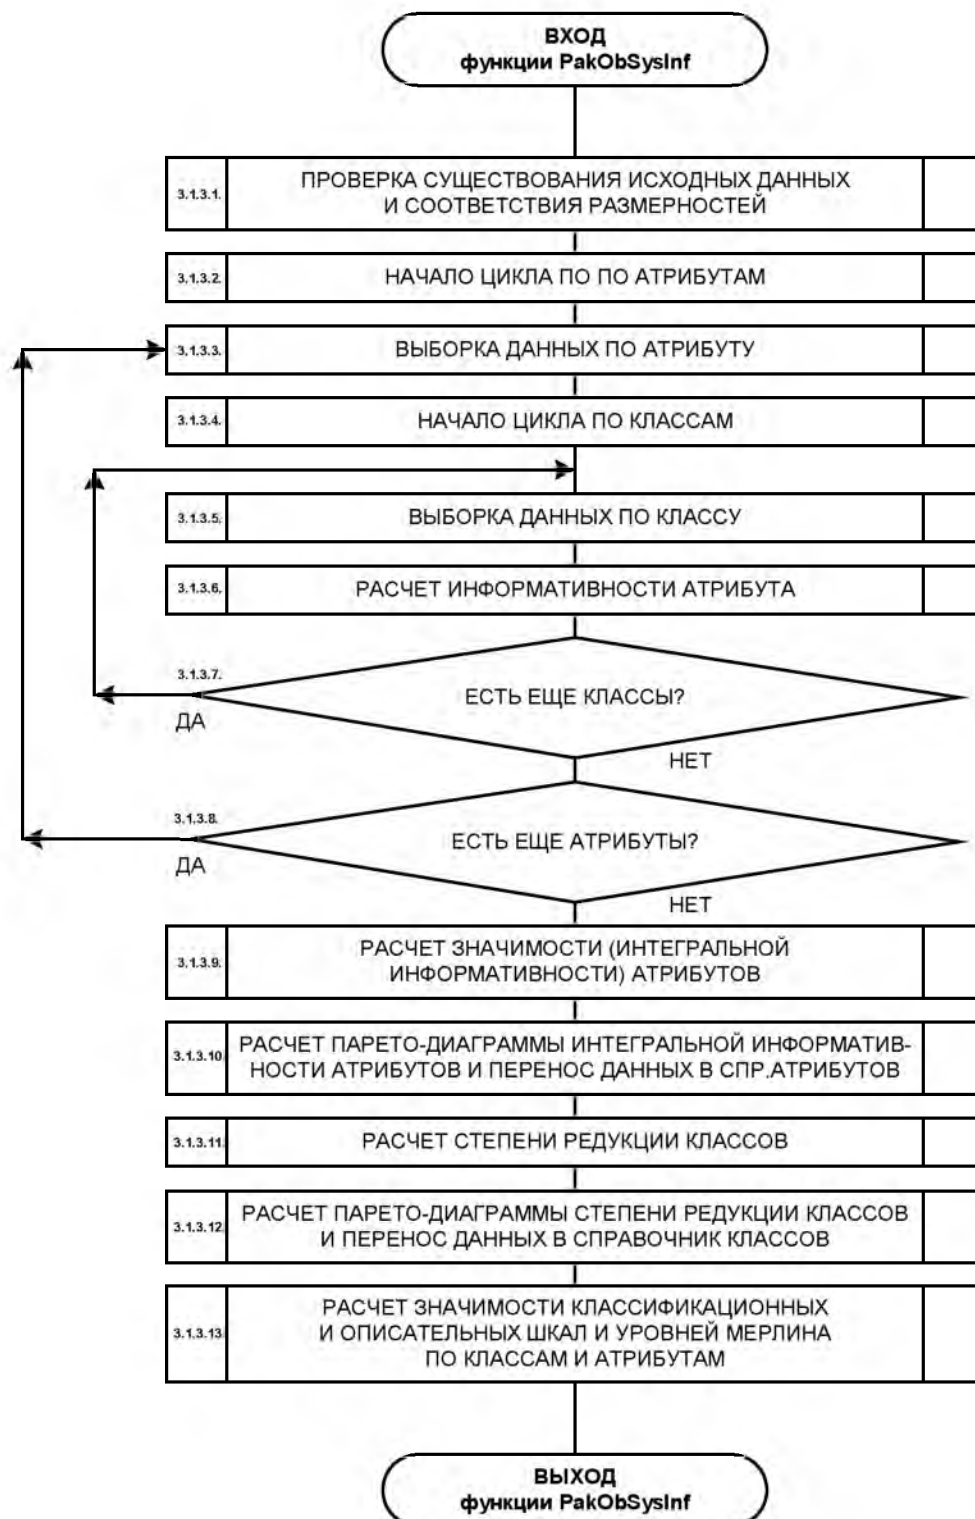 ВХОД
функции PakObSysInf
3.1.3.1.
ПРОВЕРКА СУЩЕСТВОВАНИЯ ИСХОДНЫХ ДАННЫХ
И СООТВЕТСТВИЯ РАЗМЕРНОСТЕЙ
3.1.3.2.
НАЧАЛО ЦИКЛА ПО ПО АТРИБУТАМ
3.1.3.3.
ВЫБОРКА ДАННЫХ ПО АТРИБУТУ
3.1.3.4.
НАЧАЛО ЦИКЛА ПО КЛАССАМ
3.1.3.5.
ВЫБОРКА ДАННЫХ ПО КЛАССУ
3.1.3.6.
РАСЧЕТ ИНФОРМАТИВНОСТИ АТРИБУТА
3.1.3.7.
ЕСТЬ ЕЩЕ КЛАССЫ?
ДА
НЕТ
3.1.3.8.
ЕСТЬ ЕЩЕ АТРИБУТЫ?
ДА
НЕТ
3.1.3.9.
РАСЧЕТ ЗНАЧИМОСТИ (ИНТЕГРАЛЬНОЙ
ИНФОРМАТИВНОСТИ) АТРИБУТОВ
3.1.3.10.
РАСЧЕТ ПАРЕТО-ДИАГРАММЫ ИНТЕГРАЛЬНОЙ ИНФОРМАТИВ-
НОСТИ АТРИБУТОВ И ПЕРЕНОС ДАННЫХ В СПР.АТРИБУТОВ
3.1.3.11.
РАСЧЕТ СТЕПЕНИ РЕДУКЦИИ КЛАССОВ
3.1.3.12.
РАСЧЕТ ПАРЕТО-ДИАГРАММЫ СТЕПЕНИ РЕДУКЦИИ КЛАССОВ
И ПЕРЕНОС ДАННЫХ В СПРАВОЧНИК КЛАССОВ
3.1.3.13.
РАСЧЕТ ЗНАЧИМОСТИ КЛАССИФИКАЦИОННЫХ
И ОПИСАТЕЛЬНЫХ ШКАЛ И УРОВНЕЙ МЕРЛИНА
ПО КЛАССАМ И АТРИБУТАМ
ВЫХОД
функции PakObSysInf